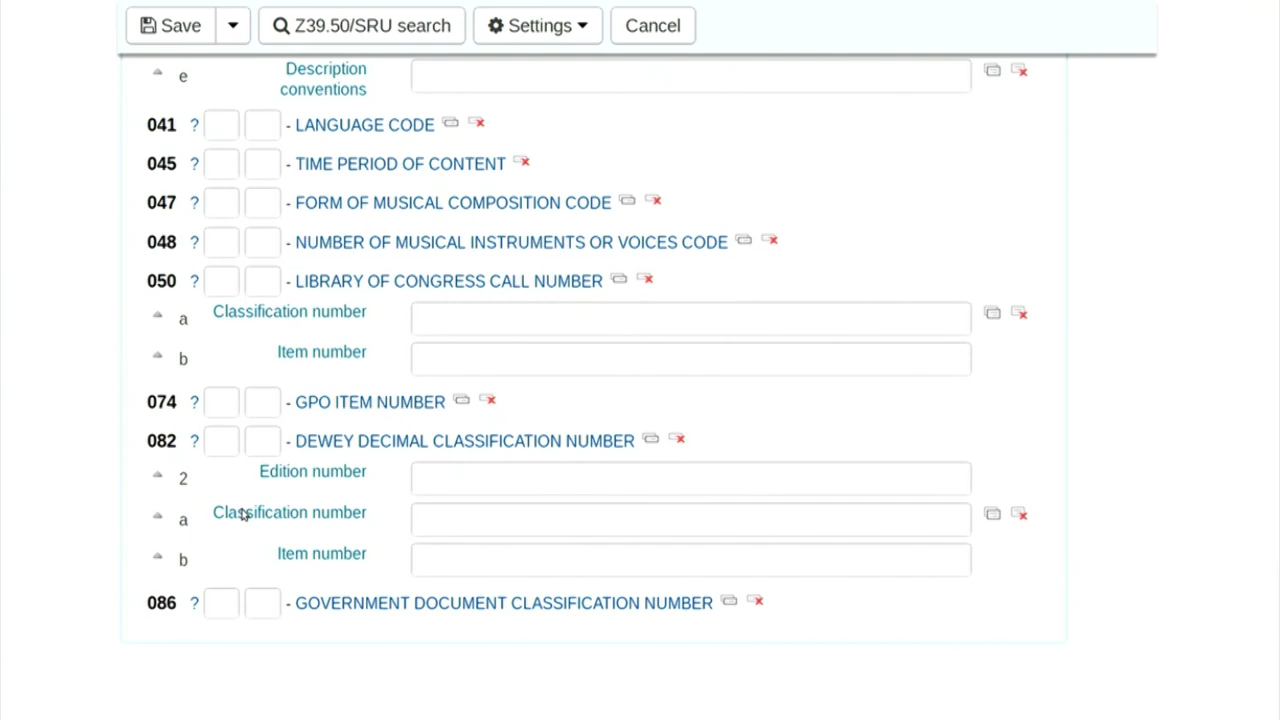 Save Z39.50/SRU search Settings Cancel
e Description conventions
041 ? - LANGUAGE CODE
045 ? - TIME PERIOD OF CONTENT
047 ? - FORM OF MUSICAL COMPOSITION CODE
048 ? - NUMBER OF MUSICAL INSTRUMENTS OR VOICES CODE
050 ? - LIBRARY OF CONGRESS CALL NUMBER
a Classification number
b Item number
074 ? - GPO ITEM NUMBER
082 ? - DEWEY DECIMAL CLASSIFICATION NUMBER
2 Edition number
a Classification number
b Item number
086 ? - GOVERNMENT DOCUMENT CLASSIFICATION NUMBER